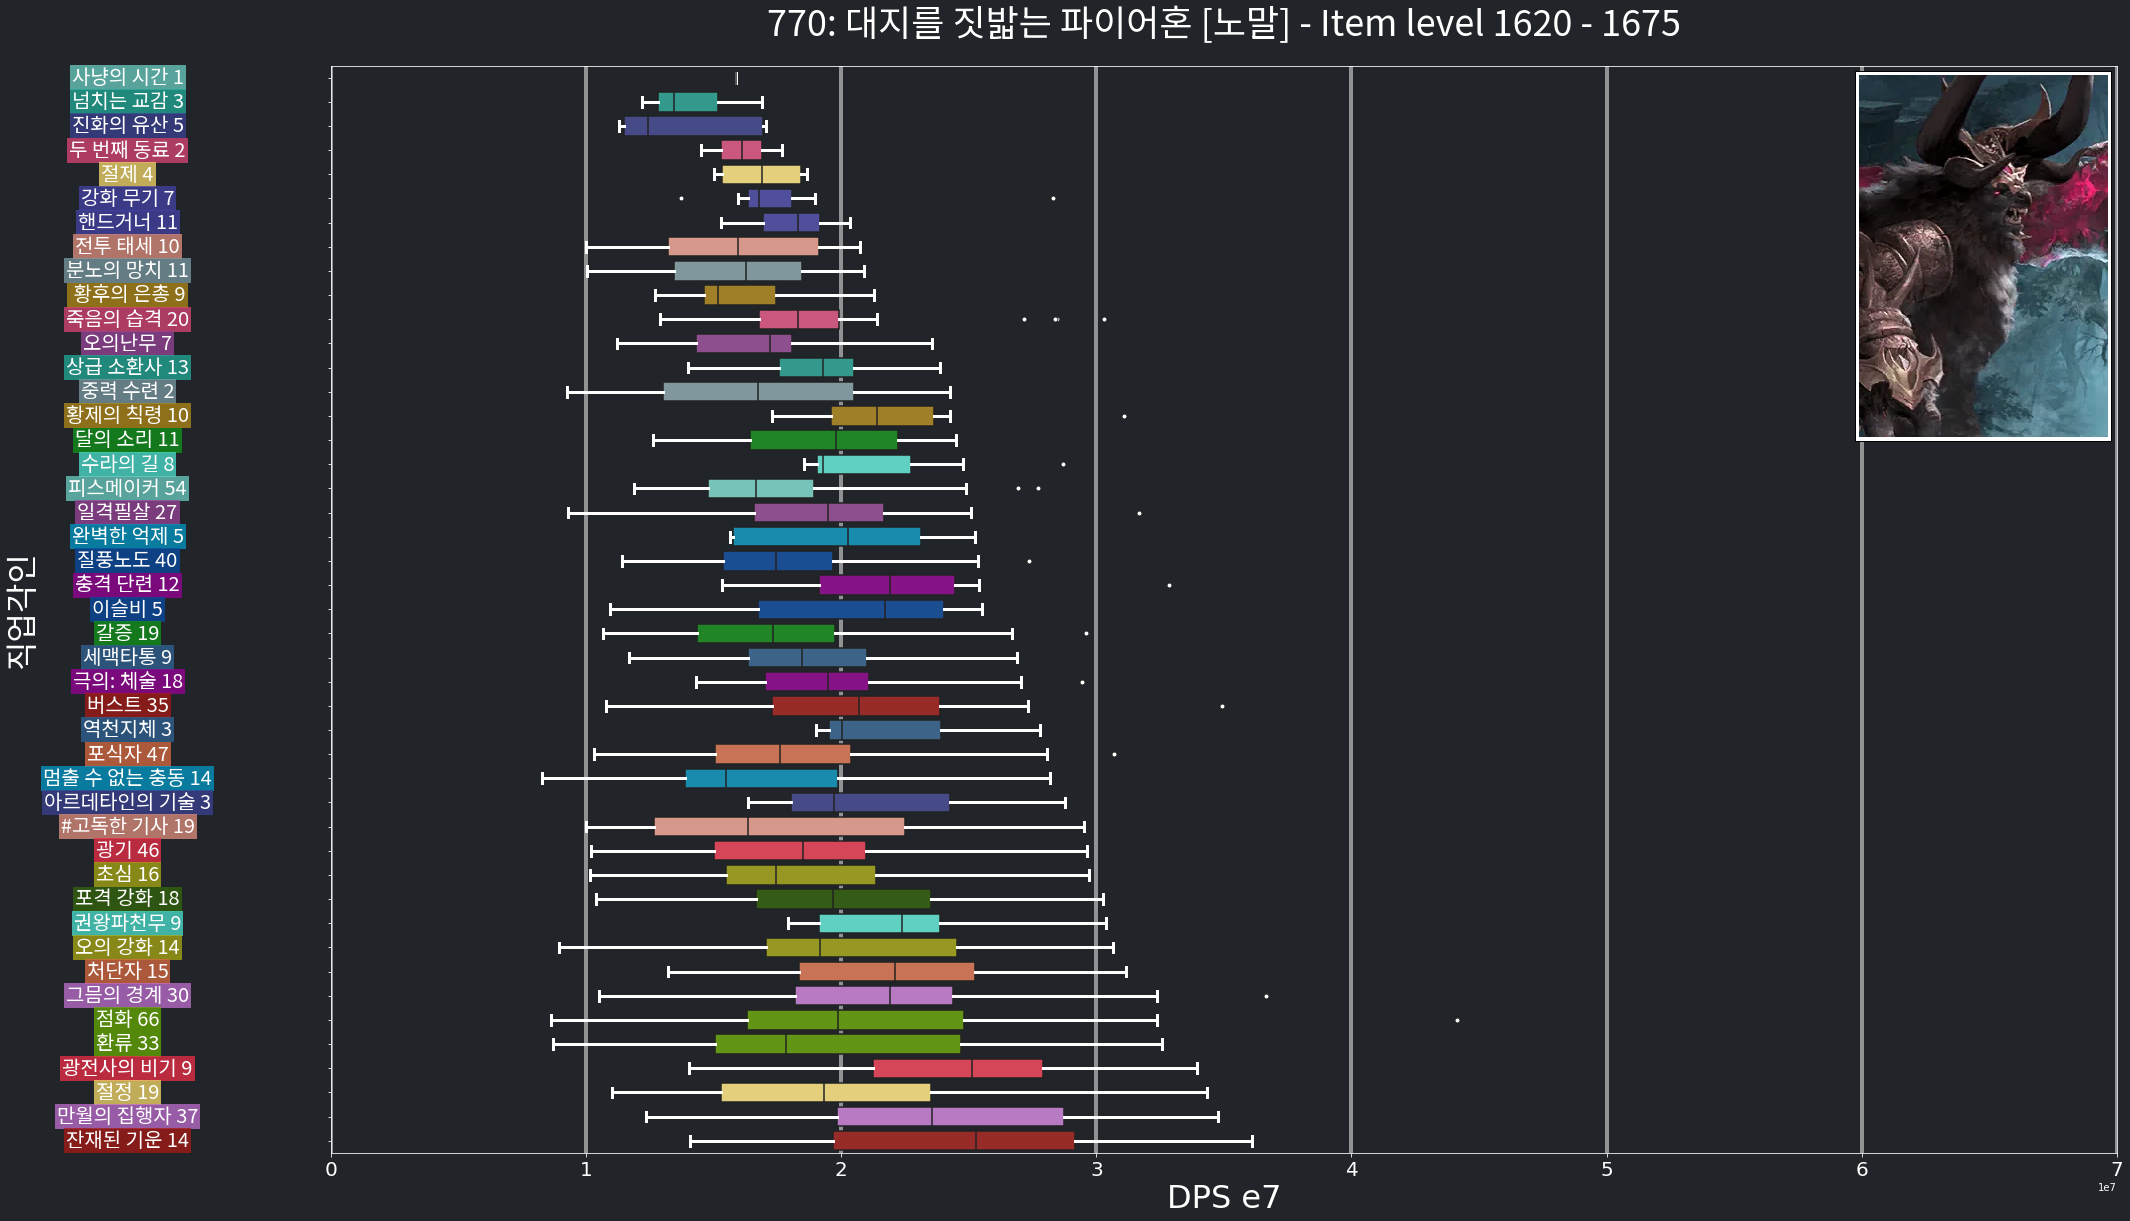 770: 대지를 짓밟는 파이어혼 [노말] - Item level 1620 - 1675
직업각인
사냥의 시간 1
넘치는 교감 3
진화의 유산 5
두 번째 동료 2
절제 4
강화 무기 7
핸드거너 11
전투 태세 10
분노의 망치 11
황후의 은총 9
죽음의 습격 20
오의난무 7
상급 소환사 13
중력 수련 2
황제의 칙령 10
달의 소리 11
수라의 길 8
피스메이커 54
일격필살 27
완벽한 억제 5
질풍노도 40
충격 단련 12
이슬비 5
갈증 19
세맥타통 9
극의: 체술 18
버스트 35
역천지체 3
포식자 47
멈출 수 없는 충동 14
아르데타인의 기술 3
#고독한 기사 19
광기 46
초심 16
포격 강화 18
권왕파천무 9
오의 강화 14
처단자 15
그믐의 경계 30
점화 66
환류 33
광전사의 비기 9
절정 19
만월의 집행자 37
잔재된 기운 14
0 1 2 3 4 5 6 7
1e7
DPS e7